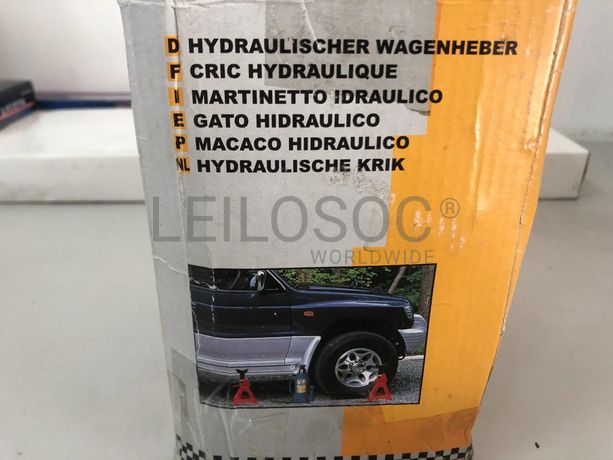 D HYDRAULISCHER WAGENHEBER
F CRIC HYDRAULIQUE
I MARTINETTO IDRAULICO
E GATO HIDRAULICO
P MACACO HIDRAULICO
NL HYDRAULISCHE KRIK
LEILOSOC®
WORLDWIDE